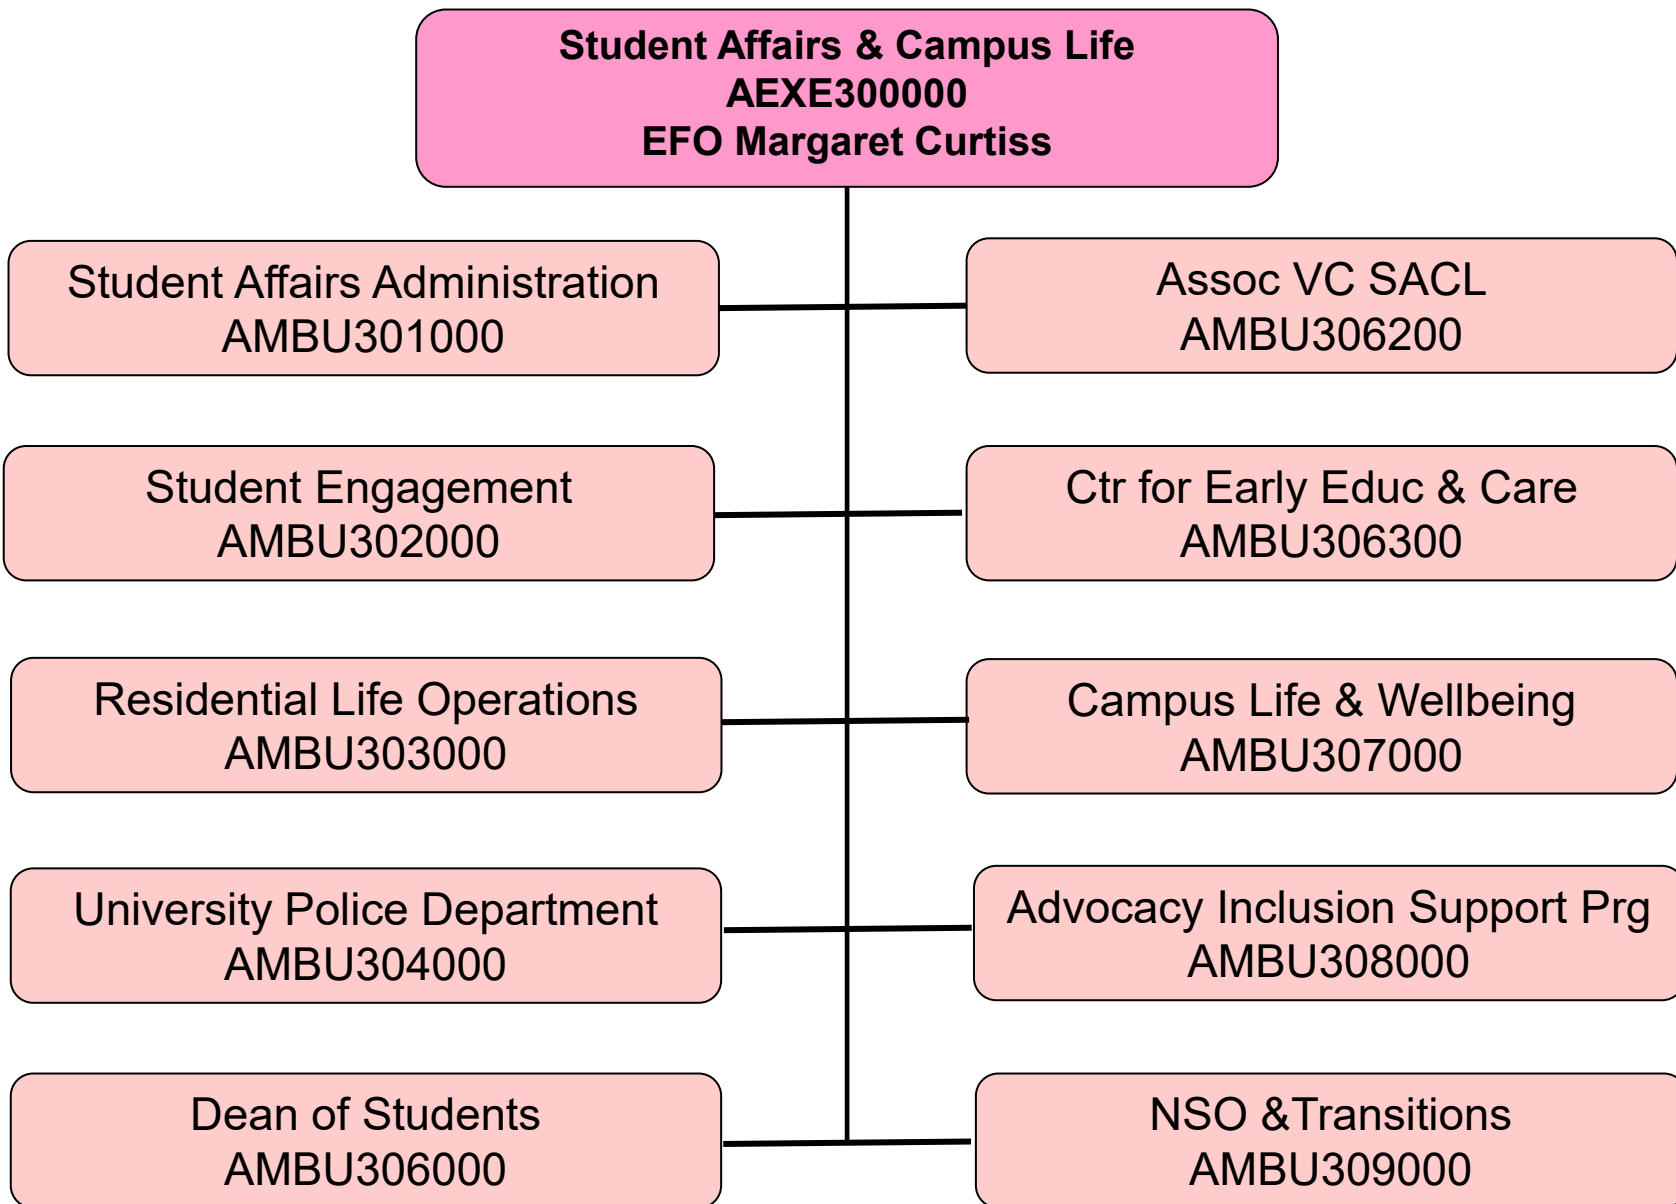 Student Affairs & Campus Life
AEXE300000
EFO Margaret Curtiss
Student Affairs Administration
AMBU301000
Assoc VC SACL
AMBU306200
Student Engagement
AMBU302000
Ctr for Early Educ & Care
AMBU306300
Residential Life Operations
AMBU303000
Campus Life & Wellbeing
AMBU307000
University Police Department
AMBU304000
Advocacy Inclusion Support Prg
AMBU308000
Dean of Students
AMBU306000
NSO &Transitions
AMBU309000